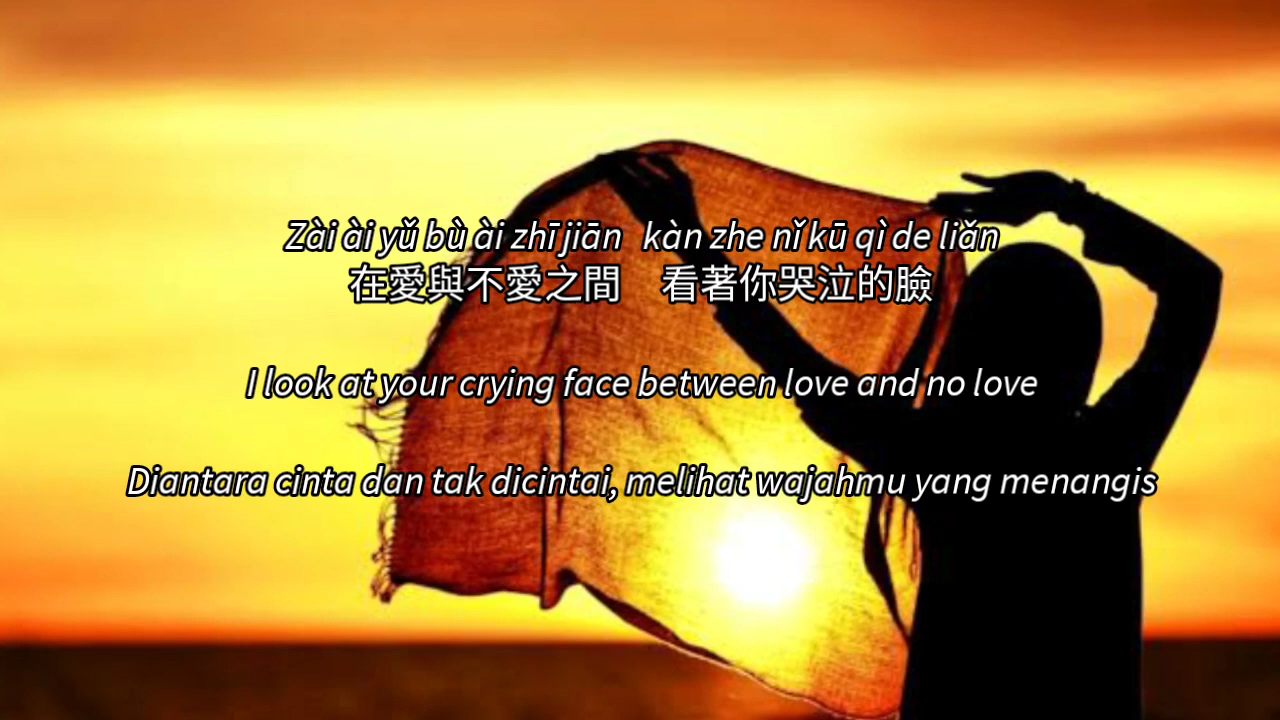 Zài ài yǔ bù ài zhī jiān   kàn zhe nǐ kū qì de liǎn
在愛與不愛之間　看著你哭泣的臉
I look at your crying face between love and no love
Diantara cinta dan tak dicintai, melihat wajahmu yang menangis